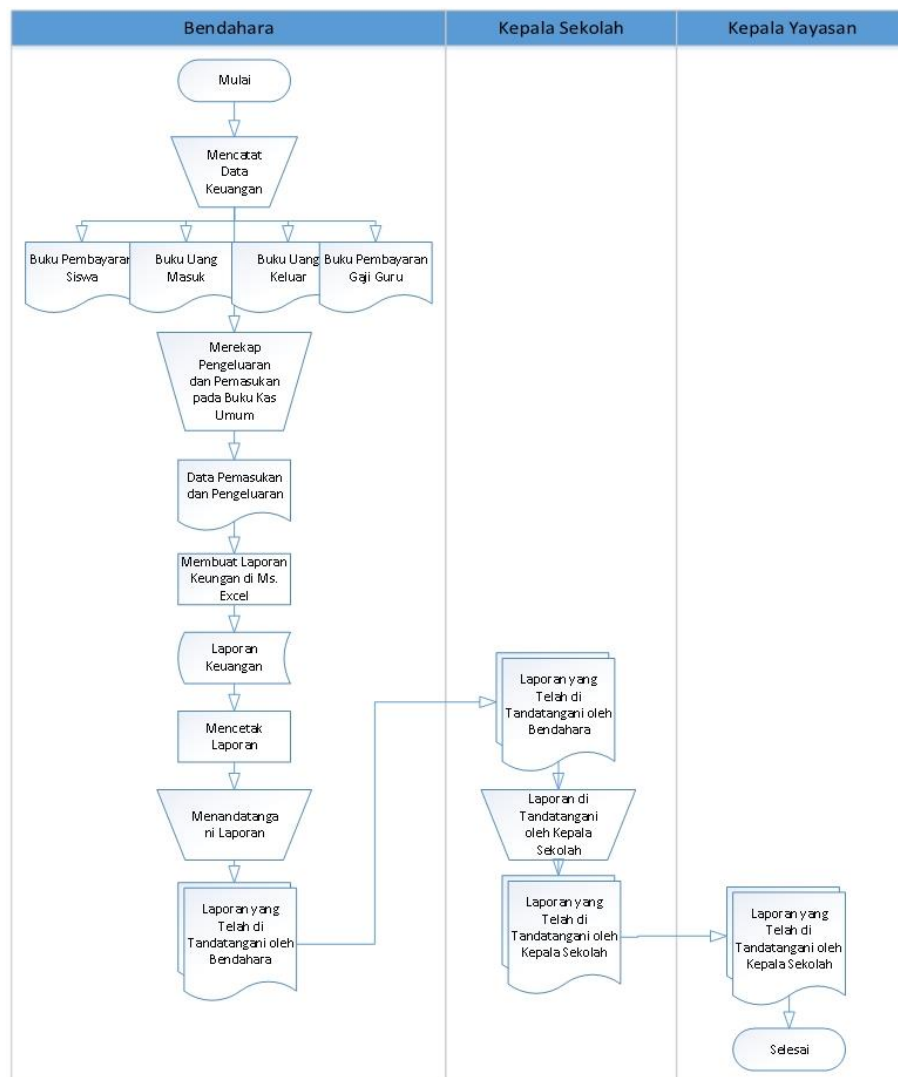 Bendahara
Kepala Sekolah
Kepala Yayasan
Mulai
Mencatat
Data
Keuangan
Buku Pembayaran
Siswa
Buku Uang
Masuk
Buku Uang
Keluar
Buku Pembayaran
Gaji Guru
Merekap
Pengeluaran
dan Pemasukan
pada Buku Kas
Umum
Data Pemasukan
dan Pengeluaran
Membuat Laporan
Keungan di Ms.
Excel
Laporan
Keuangan
Mencetak
Laporan
Menandatanga
ni Laporan
Laporan yang
Telah di
Tandatangani oleh
Bendahara
Laporan yang
Telah di
Tandatangani oleh
Bendahara
Laporan di
Tandatangani
oleh Kepala
Sekolah
Laporan yang
Telah di
Tandatangani oleh
Kepala Sekolah
Laporan yang
Telah di
Tandatangani oleh
Kepala Sekolah
Selesai